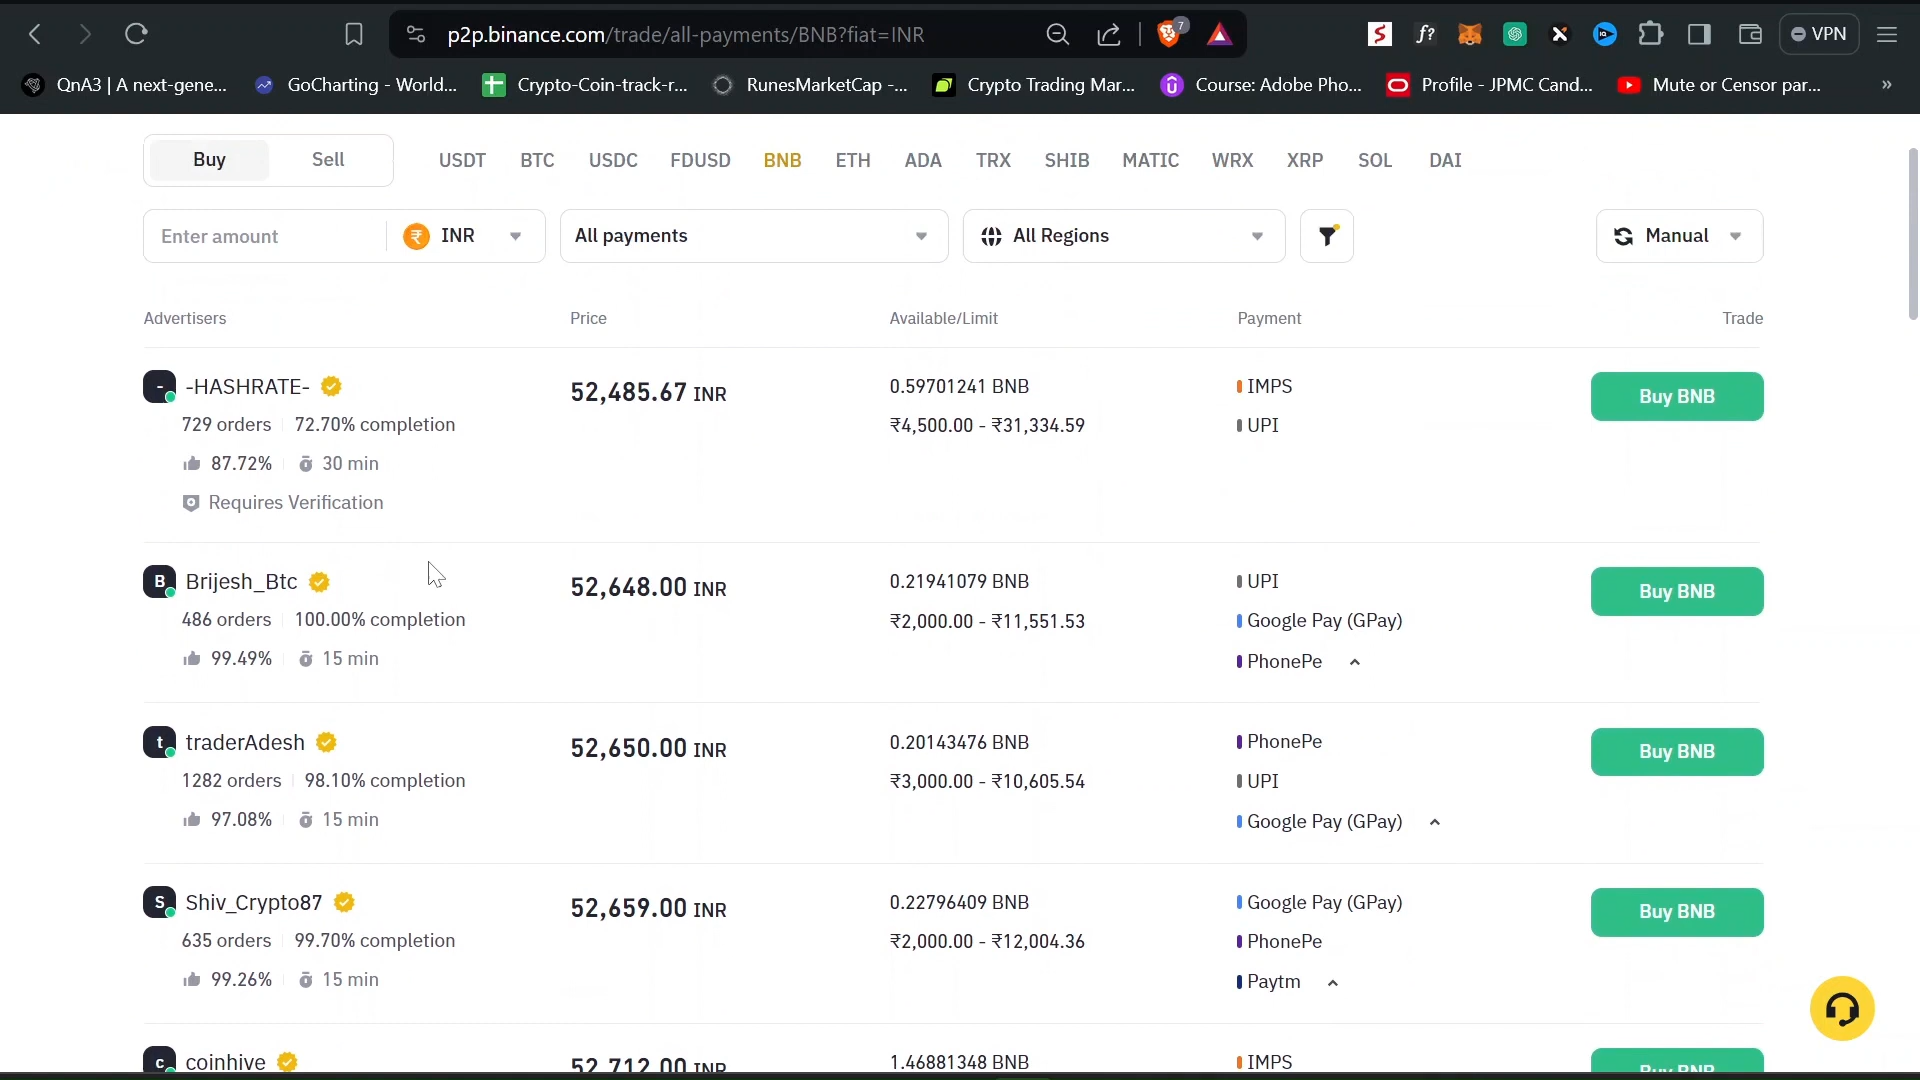 p2p.binance.com/trade/all-payments/BNB?fiat=INR
7
VPN
QnA3 | A next-gene...
GoCharting - World...
Crypto-Coin-track-r...
RunesMarketCap -...
Crypto Trading Mar...
Course: Adobe Pho...
Profile - JPMC Cand...
Mute or Censor par...
»
Buy Sell USDT BTC USDC FDUSD BNB ETH ADA TRX SHIB MATIC WRX XRP SOL DAI
Enter amount ₹ INR All payments All Regions Manual
Advertisers Price Available/Limit Payment Trade
- -HASHRATE- 52,485.67 INR 0.59701241 BNB IMPS Buy BNB
729 orders 72.70% completion ₹4,500.00 - ₹31,334.59 UPI
87.72% 30 min
Requires Verification
B Brijesh_Btc 52,648.00 INR 0.21941079 BNB UPI Buy BNB
486 orders 100.00% completion ₹2,000.00 - ₹11,551.53 Google Pay (GPay)
99.49% 15 min PhonePe
t traderAdesh 52,650.00 INR 0.20143476 BNB PhonePe Buy BNB
1282 orders 98.10% completion ₹3,000.00 - ₹10,605.54 UPI
97.08% 15 min Google Pay (GPay)
S Shiv_Crypto87 52,659.00 INR 0.22796409 BNB Google Pay (GPay) Buy BNB
635 orders 99.70% completion ₹2,000.00 - ₹12,004.36 PhonePe
99.26% 15 min Paytm
c coinhive 52,712.00 INR 1.46881348 BNB IMPS Buy BNB